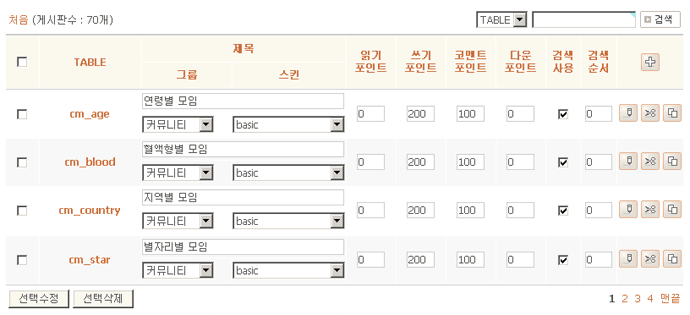 처음 (게시판수 : 70개) TABLE 검색
TABLE 제목 읽기 포인트 쓰기 포인트 코멘트 포인트 다운 포인트 검색 사용 검색 순서
그룹 스킨
연령별 모임
cm_age 커뮤니티 basic 0 200 100 0 0
혈액형별 모임
cm_blood 커뮤니티 basic 0 200 100 0 0
지역별 모임
cm_country 커뮤니티 basic 0 200 100 0 0
별자리별 모임
cm_star 커뮤니티 basic 0 200 100 0 0
선택수정 선택삭제 1 2 3 4 맨끝